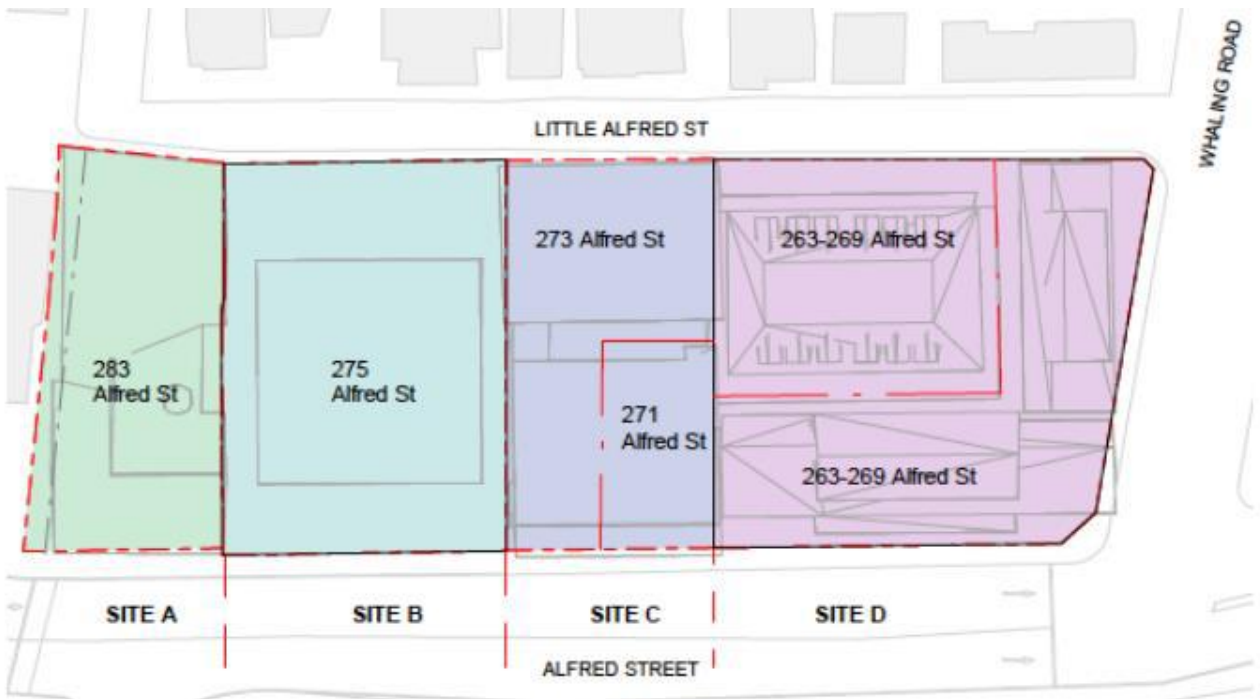 WHALING ROAD
LITTLE ALFRED ST
273 Alfred St
263-269 Alfred St
283
Alfred St
275
Alfred St
271
Alfred St
263-269 Alfred St
SITE A
SITE B
SITE C
SITE D
ALFRED STREET